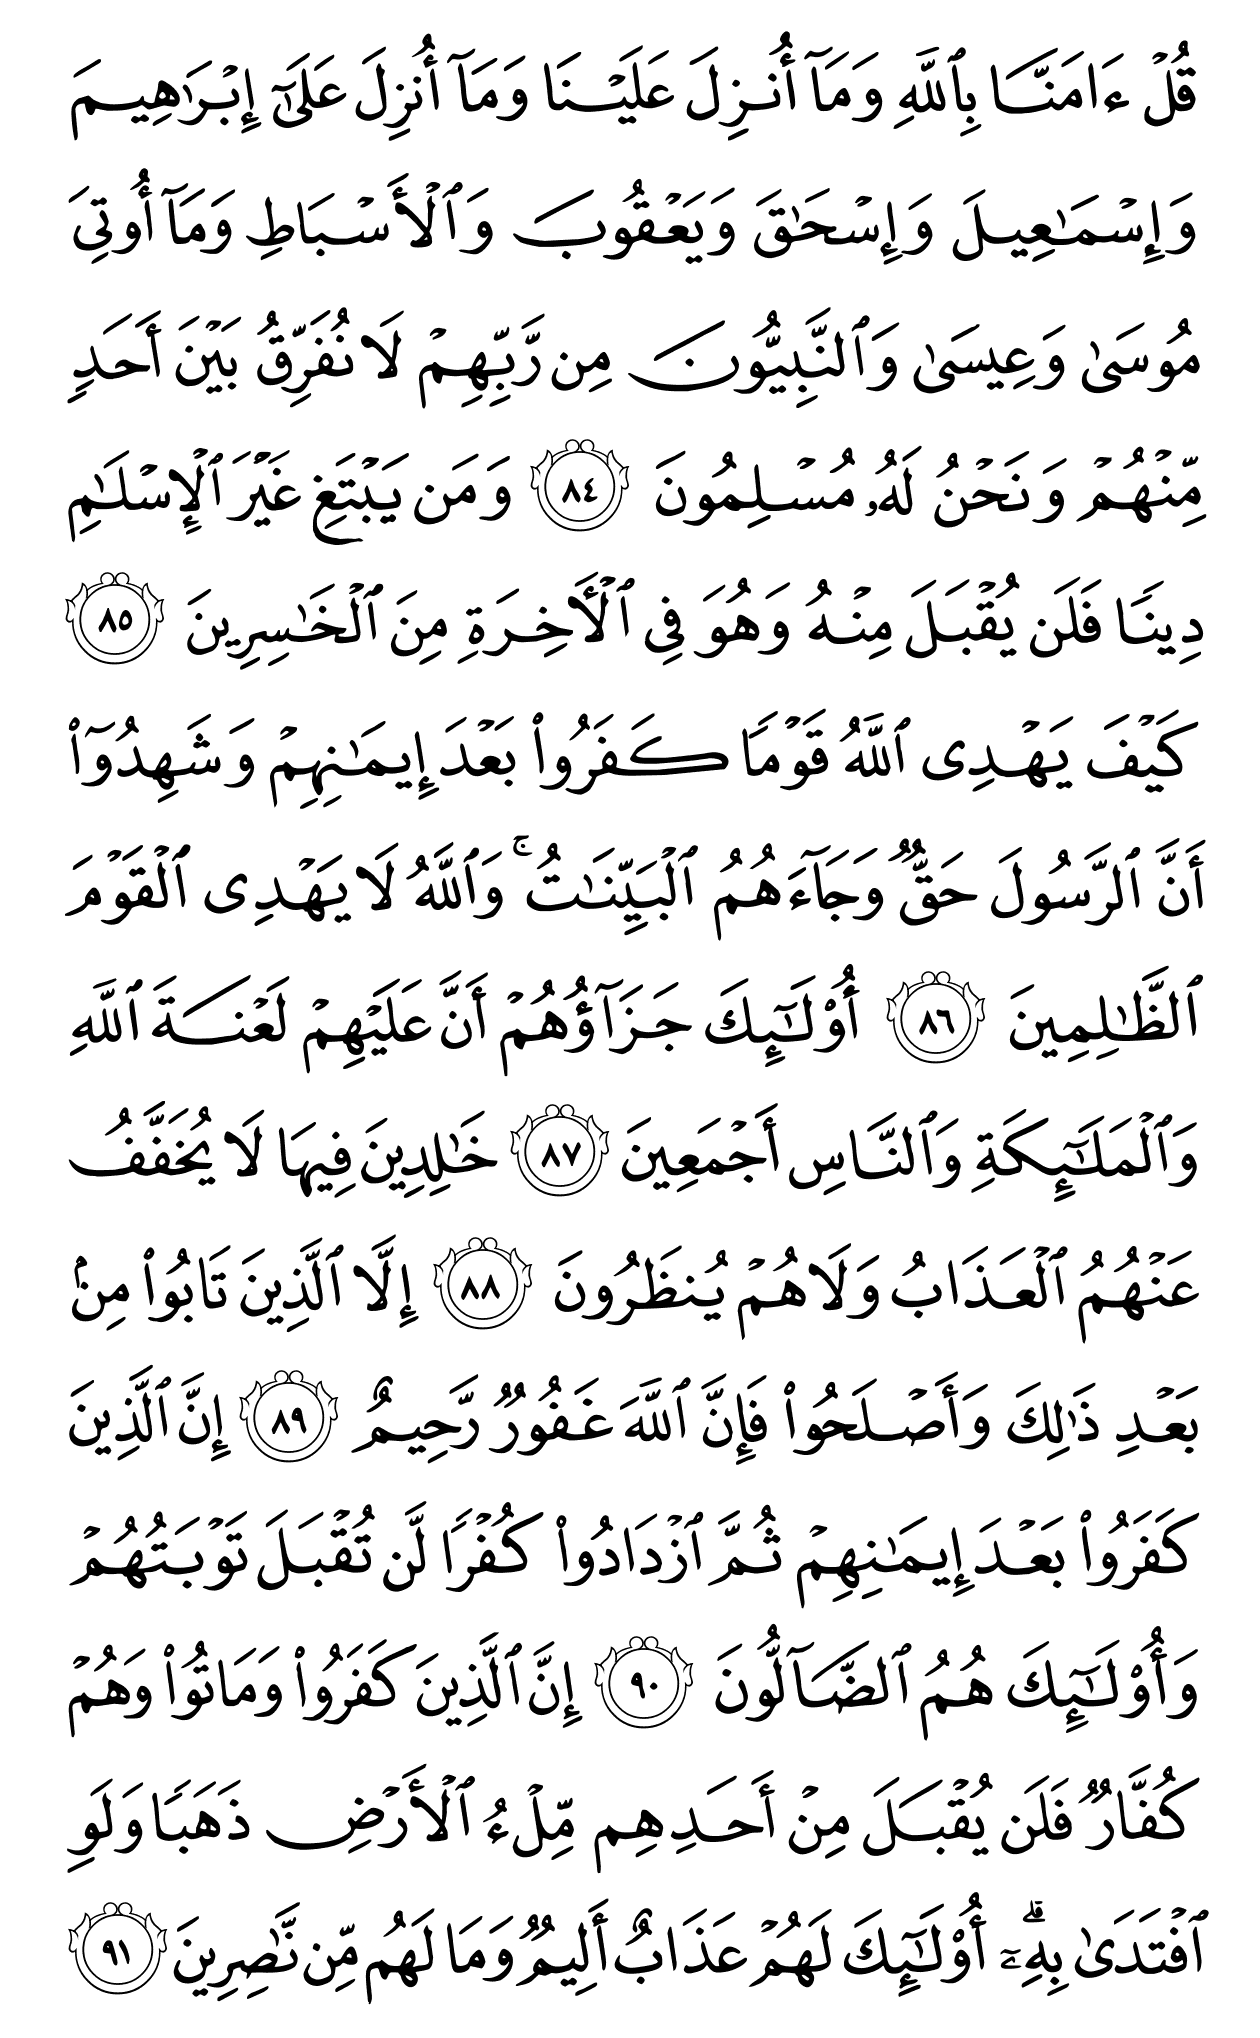 قُلْ ءَامَنَّا بِٱللَّهِ وَمَآ أُنزِلَ عَلَيْنَا وَمَآ أُنزِلَ عَلَىٰٓ إِبْرَٰهِيمَ
وَإِسْمَـٰعِيلَ وَإِسْحَـٰقَ وَيَعْقُوبَ وَٱلْأَسْبَاطِ وَمَآ أُوتِىَ
مُوسَىٰ وَعِيسَىٰ وَٱلنَّبِيُّونَ مِن رَّبِّهِمْ لَا نُفَرِّقُ بَيْنَ أَحَدٍ
مِّنْهُمْ وَنَحْنُ لَهُۥ مُسْلِمُونَ ٨٤ وَمَن يَبْتَغِ غَيْرَ ٱلْإِسْلَـٰمِ
دِينًا فَلَن يُقْبَلَ مِنْهُ وَهُوَ فِى ٱلْأَخِرَةِ مِنَ ٱلْخَـٰسِرِينَ ٨٥
كَيْفَ يَهْدِى ٱللَّهُ قَوْمًا كَفَرُوا۟ بَعْدَ إِيمَـٰنِهِمْ وَشَهِدُوٓا۟
أَنَّ ٱلرَّسُولَ حَقٌّ وَجَآءَهُمُ ٱلْبَيِّنَـٰتُ ۚ وَٱللَّهُ لَا يَهْدِى ٱلْقَوْمَ
ٱلظَّـٰلِمِينَ ٨٦ أُو۟لَـٰٓئِكَ جَزَآؤُهُمْ أَنَّ عَلَيْهِمْ لَعْنَةَ ٱللَّهِ
وَٱلْمَلَـٰٓئِكَةِ وَٱلنَّاسِ أَجْمَعِينَ ٨٧ خَـٰلِدِينَ فِيهَا لَا يُخَفَّفُ
عَنْهُمُ ٱلْعَذَابُ وَلَا هُمْ يُنظَرُونَ ٨٨ إِلَّا ٱلَّذِينَ تَابُوا۟ مِنۢ
بَعْدِ ذَٰلِكَ وَأَصْلَحُوا۟ فَإِنَّ ٱللَّهَ غَفُورٌ رَّحِيمٌ ٨٩ إِنَّ ٱلَّذِينَ
كَفَرُوا۟ بَعْدَ إِيمَـٰنِهِمْ ثُمَّ ٱزْدَادُوا۟ كُفْرًا لَّن تُقْبَلَ تَوْبَتُهُمْ
وَأُو۟لَـٰٓئِكَ هُمُ ٱلضَّآلُّونَ ٩٠ إِنَّ ٱلَّذِينَ كَفَرُوا۟ وَمَاتُوا۟ وَهُمْ
كُفَّارٌ فَلَن يُقْبَلَ مِنْ أَحَدِهِم مِّلْءُ ٱلْأَرْضِ ذَهَبًا وَلَوِ
ٱفْتَدَىٰ بِهِۦٓ ۗ أُو۟لَـٰٓئِكَ لَهُمْ عَذَابٌ أَلِيمٌ وَمَا لَهُم مِّن نَّـٰصِرِينَ ٩١